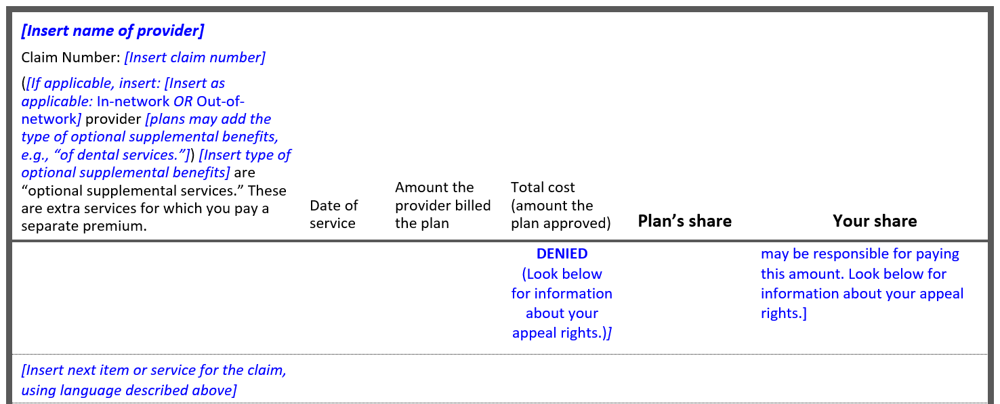 [Insert name of provider]
Claim Number: [Insert claim number]
([If applicable, insert: [Insert as
applicable: In-network OR Out-of-
network] provider [plans may add the
type of optional supplemental benefits,
e.g., “of dental services.”]) [Insert type of
optional supplemental benefits] are
“optional supplemental services.” These
are extra services for which you pay a
separate premium.
Date of
service
Amount the
provider billed
the plan
Total cost
(amount the
plan approved)
Plan’s share
Your share
DENIED
(Look below
for information
about your
appeal rights.)]
may be responsible for paying
this amount. Look below for
information about your appeal
rights.]
[Insert next item or service for the claim,
using language described above]